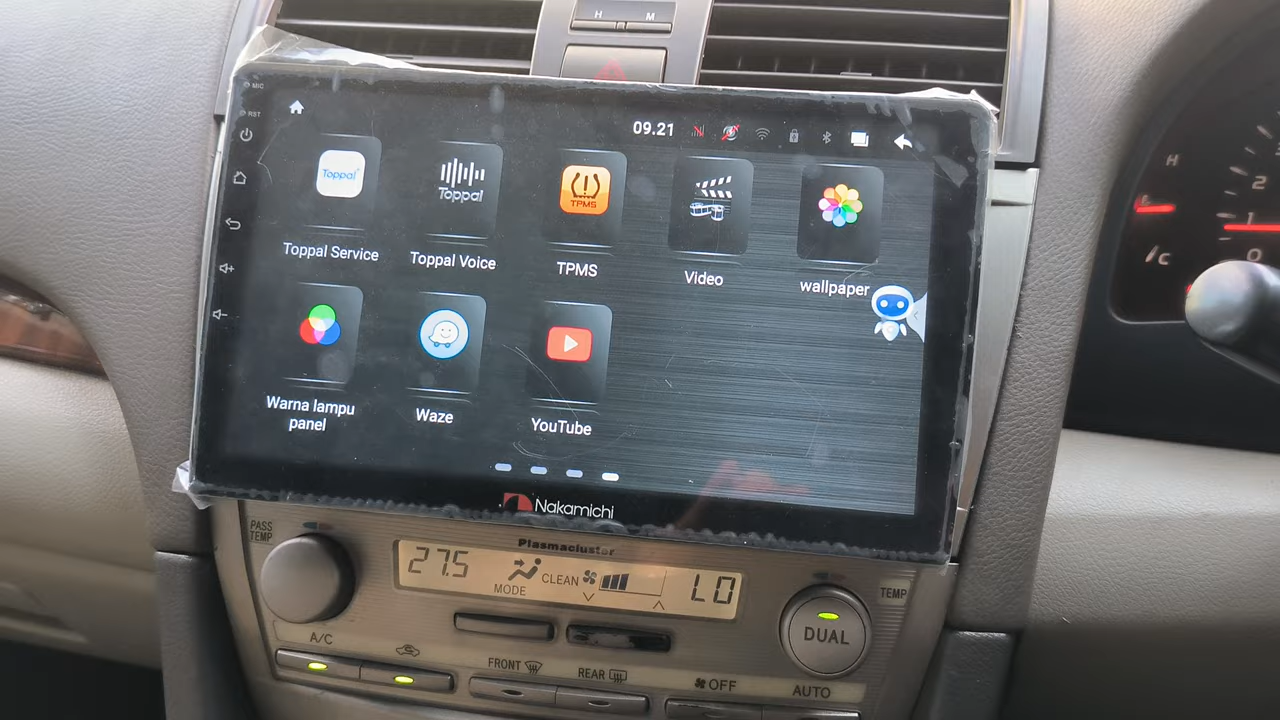 H M
MIC
RST
09.21
Toppal
Toppal
TPMS
Toppal Service
Toppal Voice
TPMS
Video
wallpaper
Warna lampu
panel
Waze
YouTube
Nakamichi
PASS
TEMP
Plasmacluster
27.5
MODE
CLEAN
LO
TEMP
DUAL
A/C
FRONT
REAR
OFF
AUTO
H
C
2
1
0